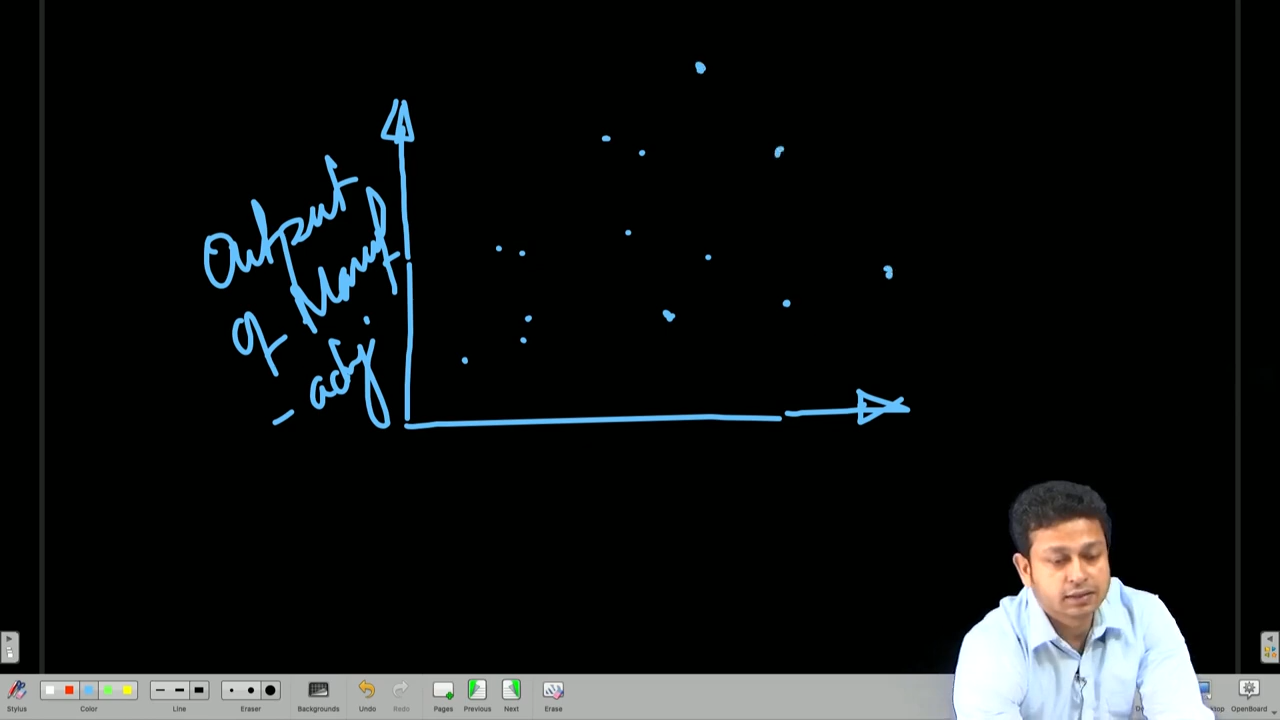 Output
of Manuf
- adj
Stylus
Color
Line
Eraser
Backgrounds
Undo
Redo
Pages
Previous
Next
Erase
OpenBoard